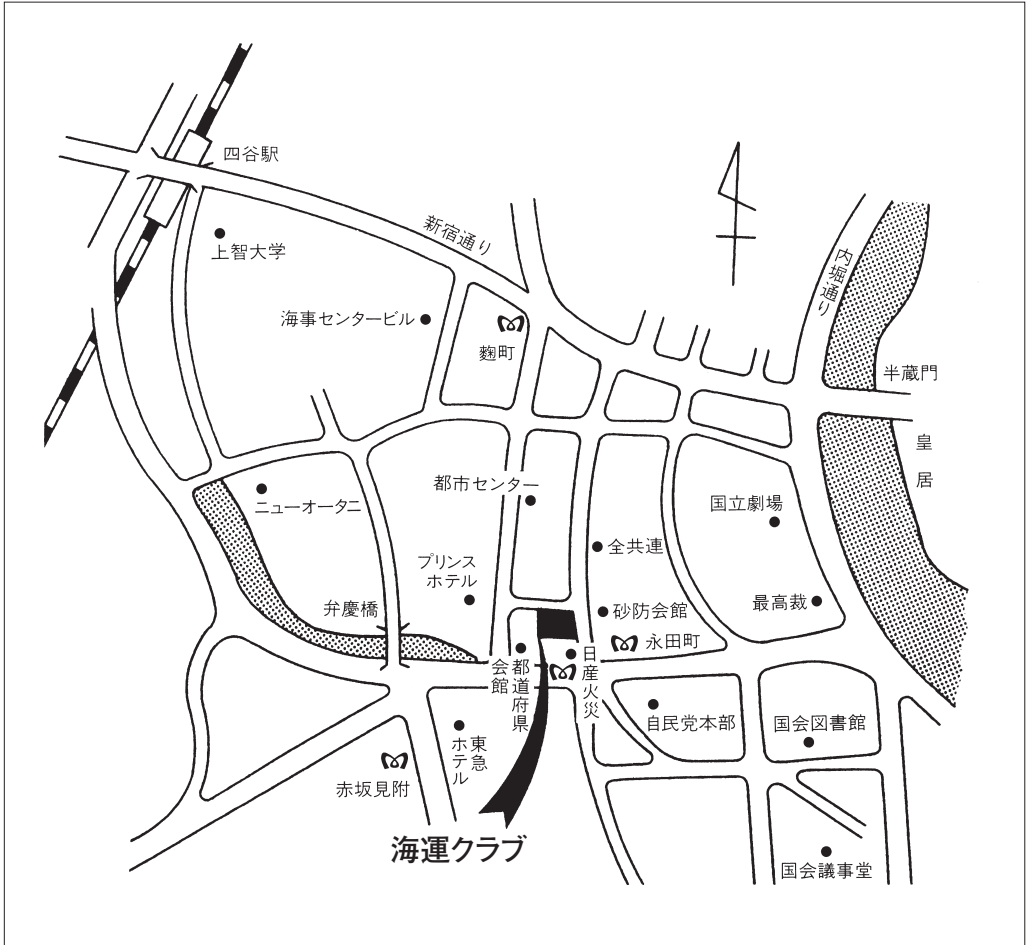 四谷駅
上智大学
新宿通り
内堀通り
海事センタービル
麹町
半蔵門
皇居
都市センター
ニューオータニ
国立劇場
全共連
プリンス
ホテル
弁慶橋
最高裁
砂防会館
永田町
都道府県
会館
日産火災
自民党本部
国会図書館
東急
ホテル
赤坂見附
海運クラブ
国会議事堂